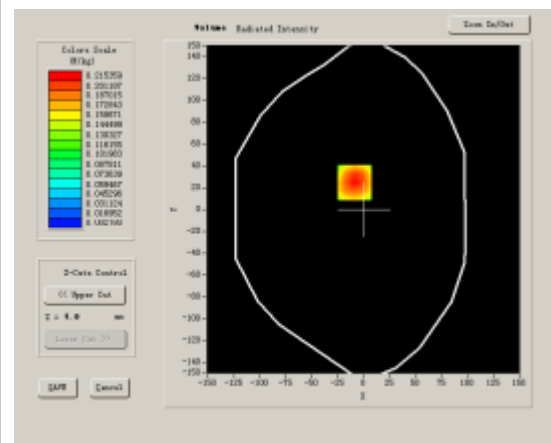 Volume Radiated Intensity
Zoom In/Out
Colors Scale
(W/kg)
0.215359
0.201187
0.187015
0.172843
0.158671
0.144499
0.130327
0.116155
0.101983
0.087811
0.073639
0.059467
0.045296
0.031124
0.016952
0.002780
Z-Cuts Control
<< Upper Cut
Z = 4.0 mm
Lower Cut >>
SAVE
Cancel
150
140
120
100
80
60
40
20
0
-20
-40
-60
-80
-100
-120
-140
-150
Y
-150 -125 -100 -75 -50 -25 0 25 50 75 100 125 150
X